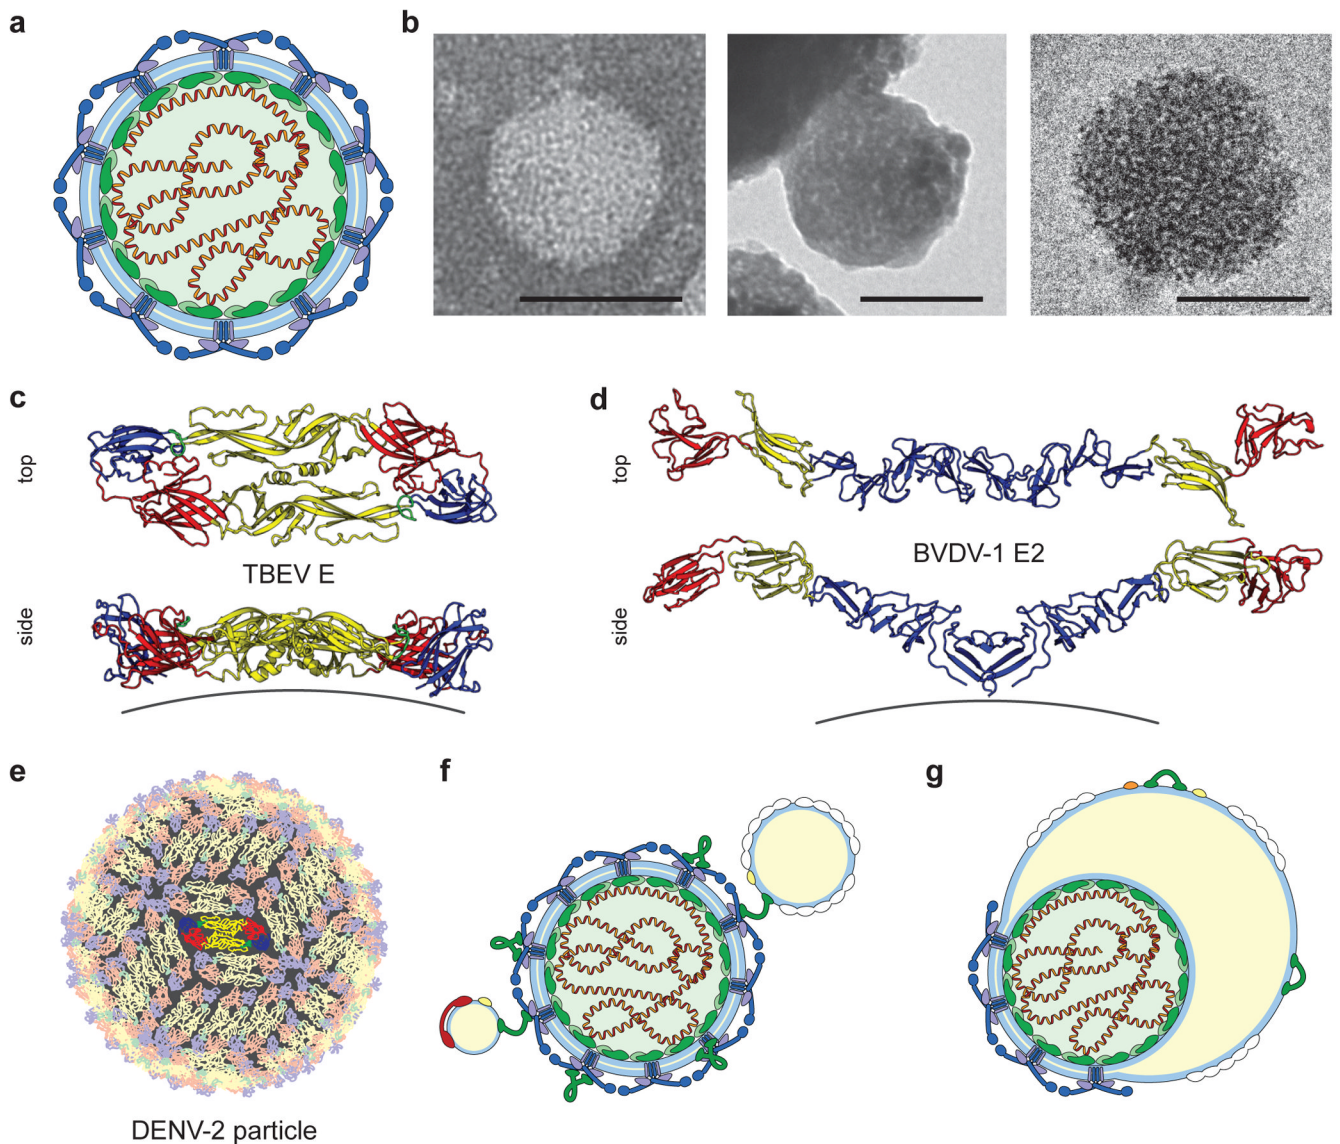 a
b
c
top
TBEV E
side
d
top
BVDV-1 E2
side
e
DENV-2 particle
f
g